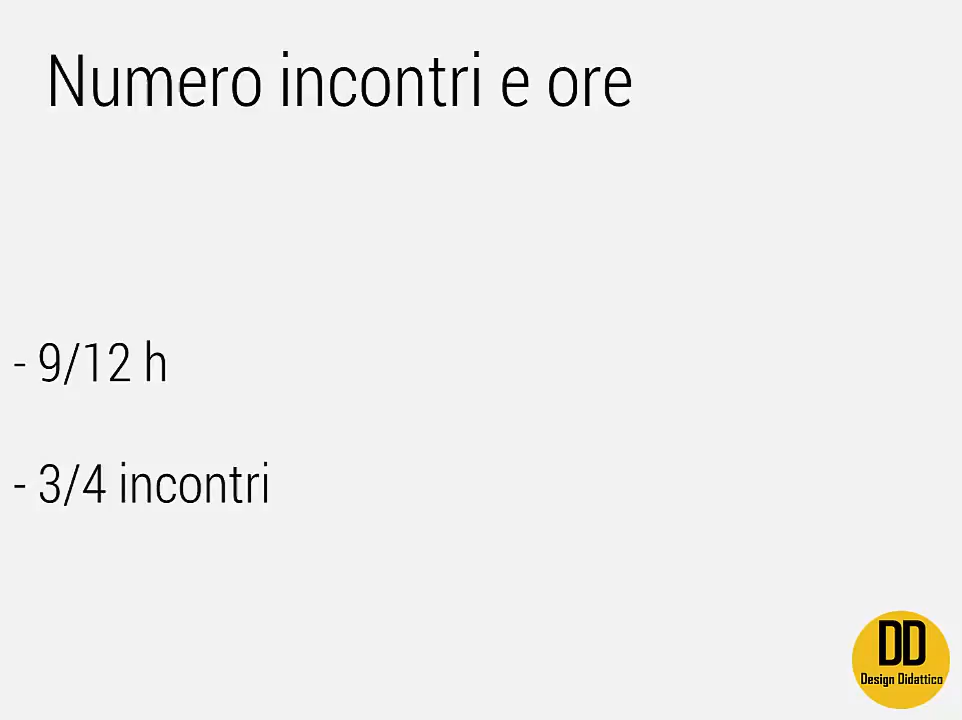 Numero incontri e ore
- 9/12 h
- 3/4 incontri
DD
Design Didattico